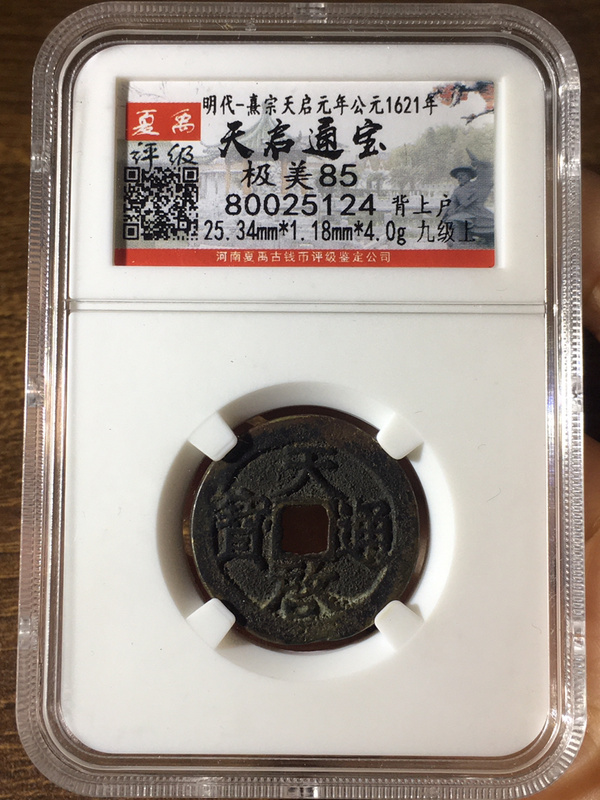 明代-熹宗天启元年公元1621年
夏禹
评级
天启通宝
极美85
80025124 背上户
25.34mm*1.18mm*4.0g 九级上
河南夏禹古钱币评级鉴定公司
天啓通寶